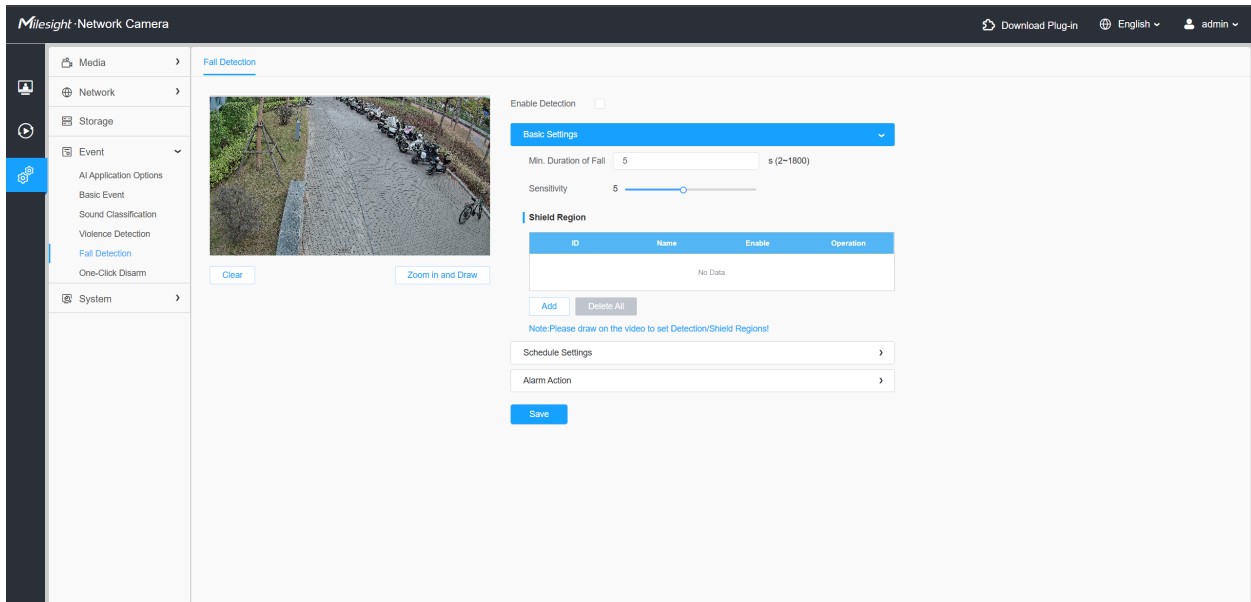 Milesight · Network Camera
Download Plug-in
English
admin
Media
Network
Storage
Event
AI Application Options
Basic Event
Sound Classification
Violence Detection
Fall Detection
One-Click Disarm
System
Fall Detection
Clear
Zoom in and Draw
Enable Detection
Basic Settings
Min. Duration of Fall 5 s (2~1800)
Sensitivity 5
Shield Region
ID Name Enable Operation
No Data
Add Delete All
Note:Please draw on the video to set Detection/Shield Regions!
Schedule Settings
Alarm Action
Save